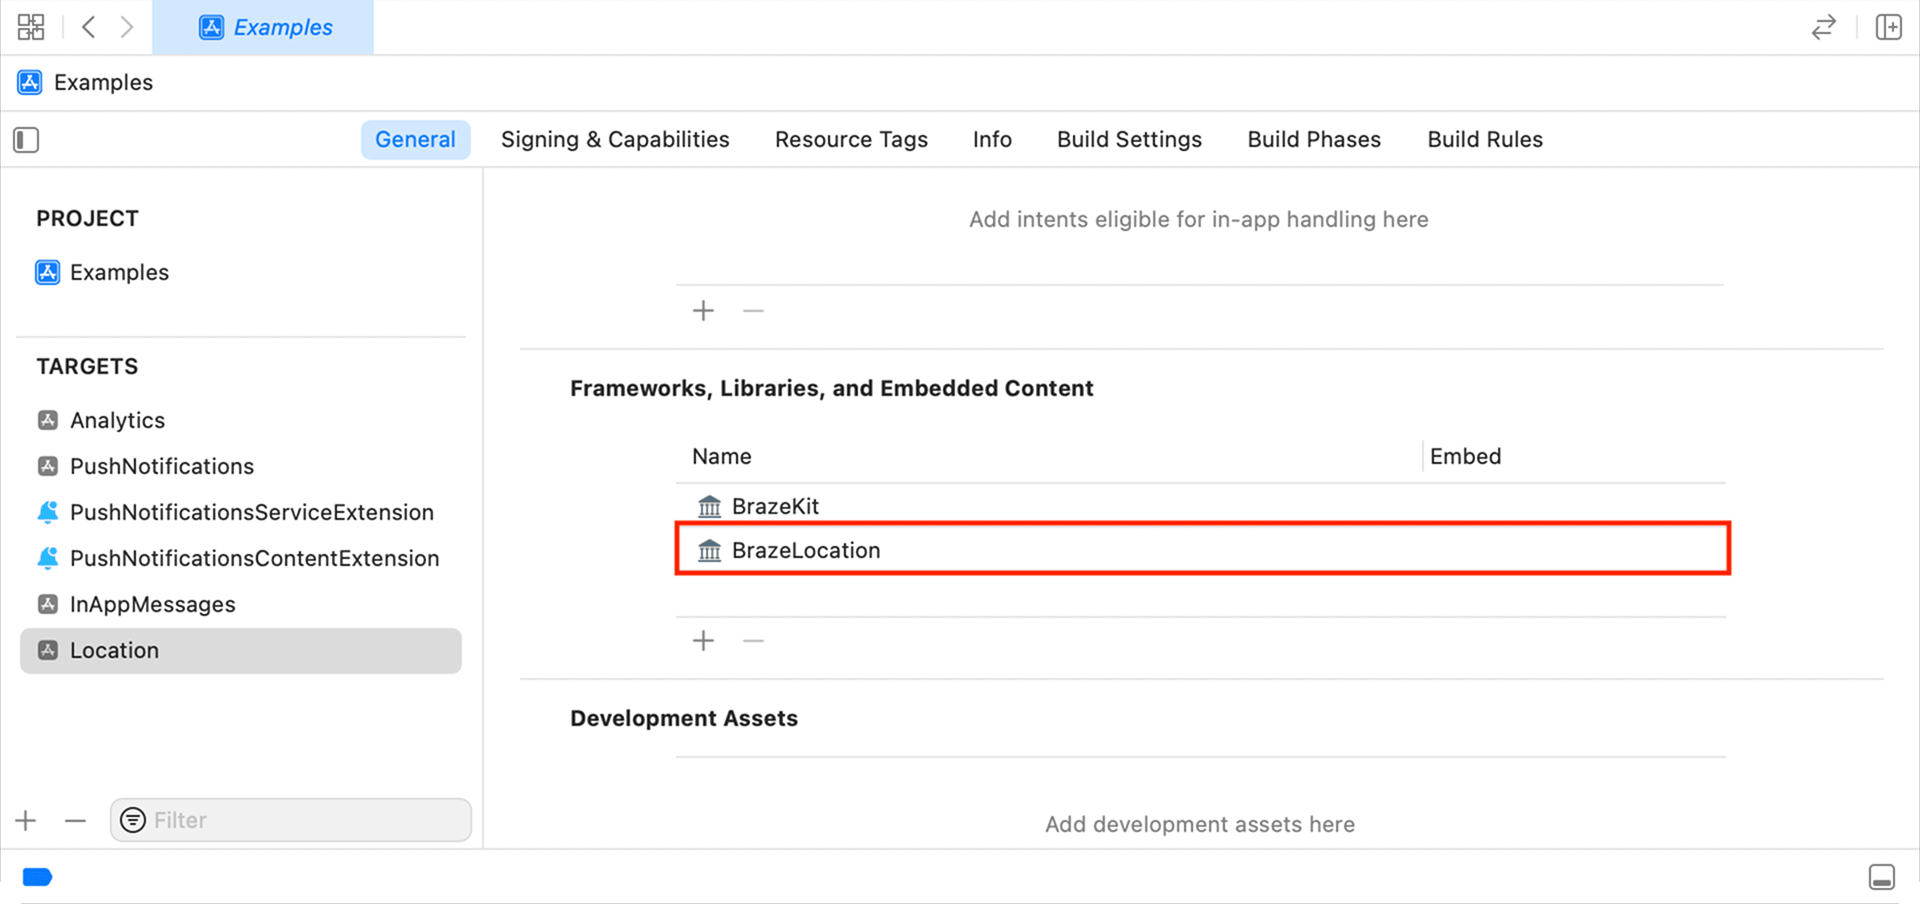 Examples
Examples
General Signing & Capabilities Resource Tags Info Build Settings Build Phases Build Rules
PROJECT
Examples
TARGETS
Analytics
PushNotifications
PushNotificationsServiceExtension
PushNotificationsContentExtension
InAppMessages
Location
Filter
Add intents eligible for in-app handling here
Frameworks, Libraries, and Embedded Content
Name Embed
BrazeKit
BrazeLocation
Development Assets
Add development assets here